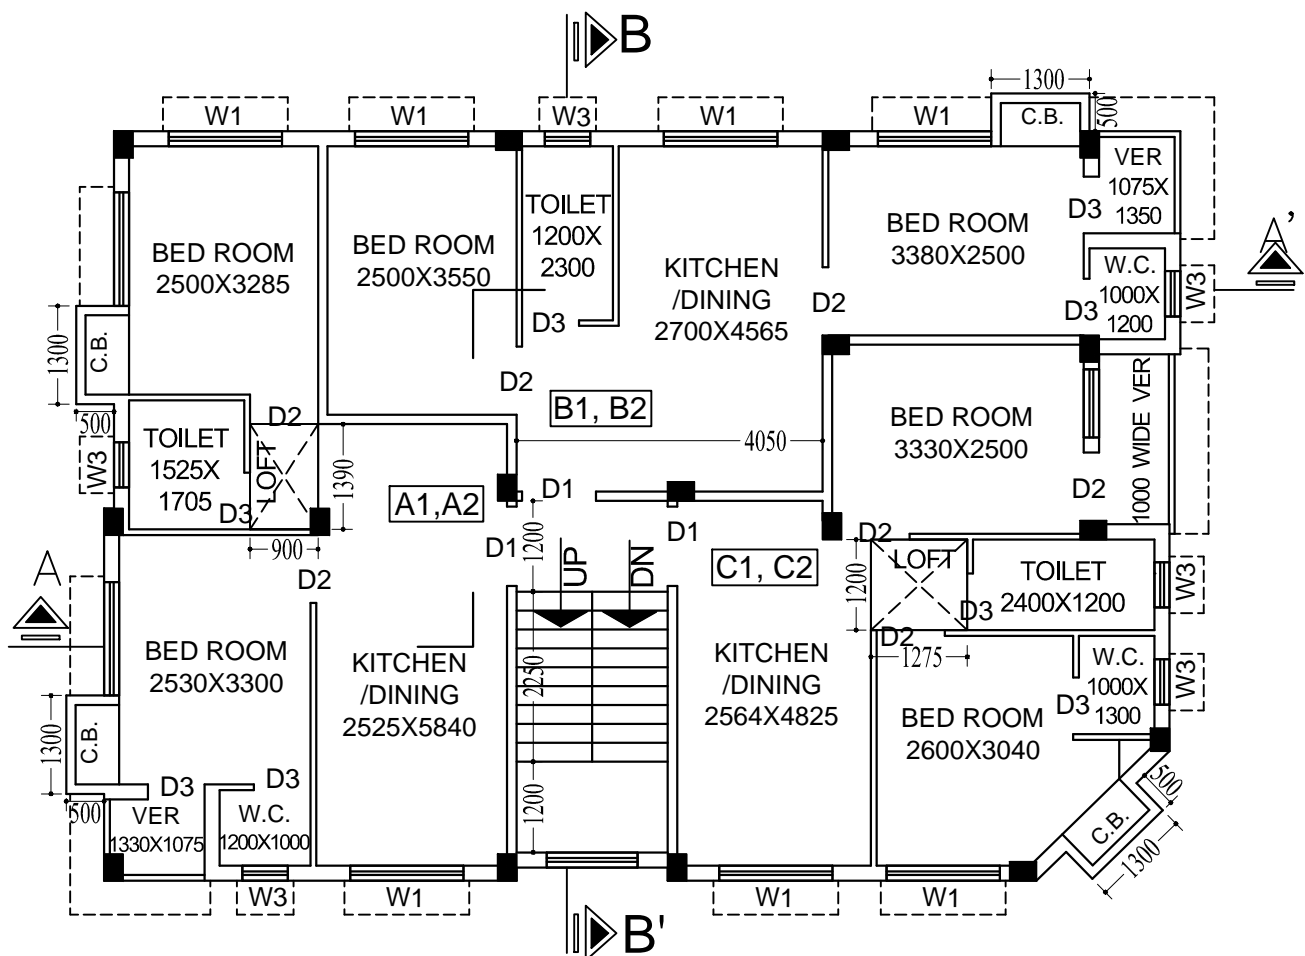 B
1300
W1
W1
W3
W1
W1
C.B.
500
VER
1075X
1350
D3
A'
BED ROOM
2500X3285
BED ROOM
2500X3550
TOILET
1200X
2300
D3
KITCHEN
/DINING
2700X4565
BED ROOM
3380X2500
D2
W.C.
1000X
1200
D3
W3
1300
C.B.
500
D2
D2
B1, B2
4050
BED ROOM
3330X2500
D2
1000 WIDE VER
TOILET
1525X
1705
W3
D3
LOFT
1390
900
A1,A2
D1
D1
D1
1200
UP
DN
C1, C2
D2
LOFT
1200
D2
1275
TOILET
2400X1200
D3
W3
A
D2
BED ROOM
2530X3300
KITCHEN
/DINING
2525X5840
2250
KITCHEN
/DINING
2564X4825
BED ROOM
2600X3040
W.C.
1000X
1300
D3
W3
1300
C.B.
500
D3
D3
VER
1330X1075
W.C.
1200X1000
1200
500
C.B.
1300
W3
W1
W1
W1
B'